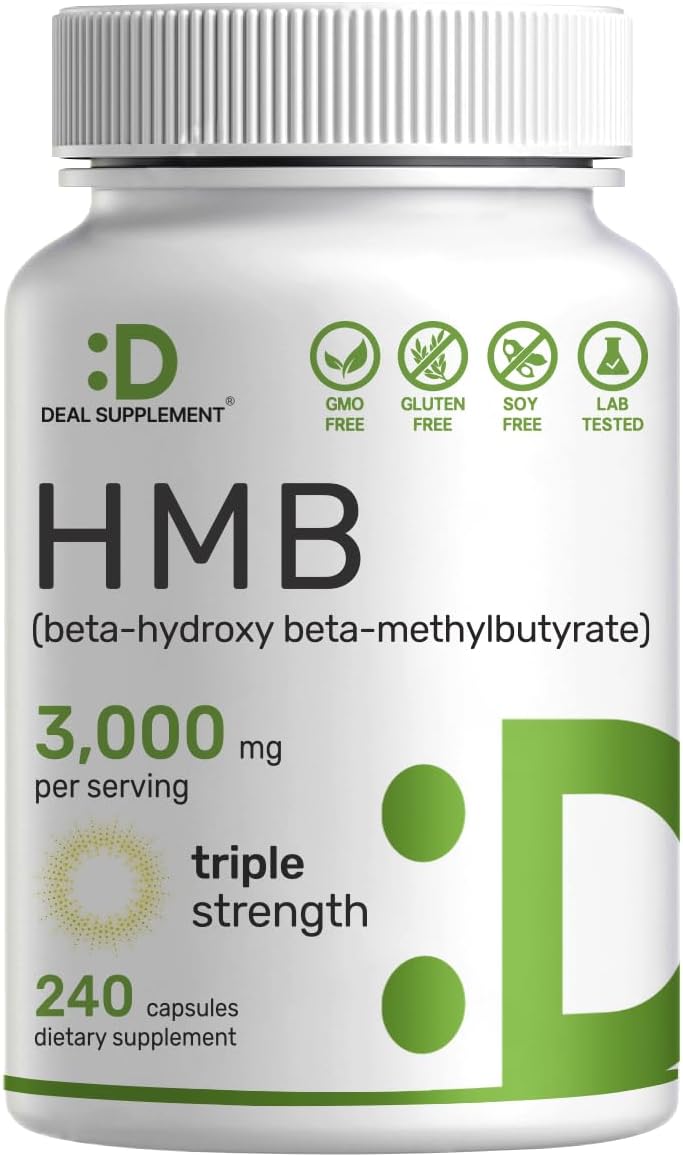 :D
DEAL SUPPLEMENT®
GMO
FREE
GLUTEN
FREE
SOY
FREE
LAB
TESTED
HMB
(beta-hydroxy beta-methylbutyrate)
3,000 mg
per serving
triple
strength
240 capsules
dietary supplement
:D